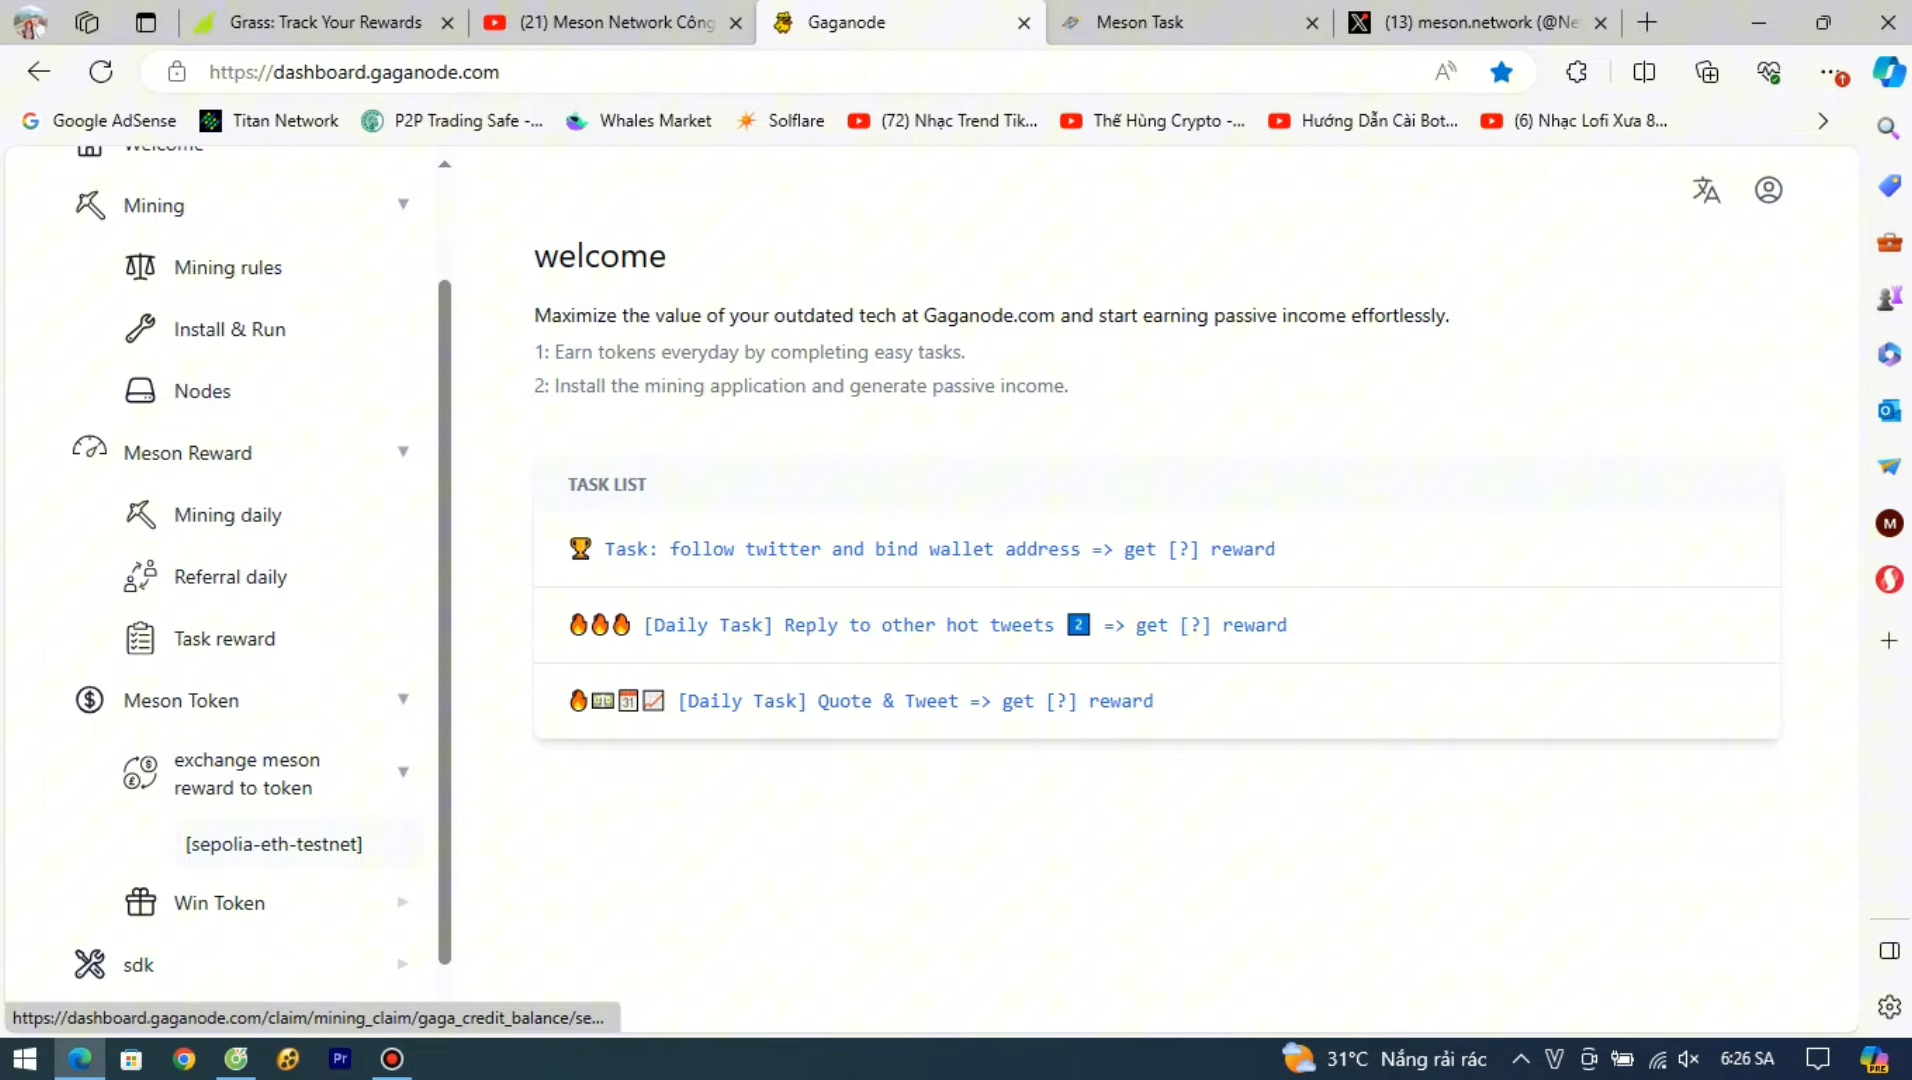 Grass: Track Your Rewards
(21) Meson Network Công
Gaganode
Meson Task
(13) meson.network (@Ne
https://dashboard.gaganode.com
Google AdSense
Titan Network
P2P Trading Safe -...
Whales Market
Solflare
(72) Nhạc Trend Tik...
Thế Hùng Crypto -...
Hướng Dẫn Cài Bot...
(6) Nhạc Lofi Xưa 8...
Welcome
Mining
Mining rules
Install & Run
Nodes
Meson Reward
Mining daily
Referral daily
Task reward
Meson Token
exchange meson
reward to token
[sepolia-eth-testnet]
Win Token
sdk
welcome
Maximize the value of your outdated tech at Gaganode.com and start earning passive income effortlessly.
1: Earn tokens everyday by completing easy tasks.
2: Install the mining application and generate passive income.
TASK LIST
🏆 Task: follow twitter and bind wallet address => get [?] reward
🔥🔥🔥 [Daily Task] Reply to other hot tweets 2️⃣ => get [?] reward
🔥💵📅📈 [Daily Task] Quote & Tweet => get [?] reward
https://dashboard.gaganode.com/claim/mining_claim/gaga_credit_balance/se...
31°C Nắng rải rác
6:26 SA